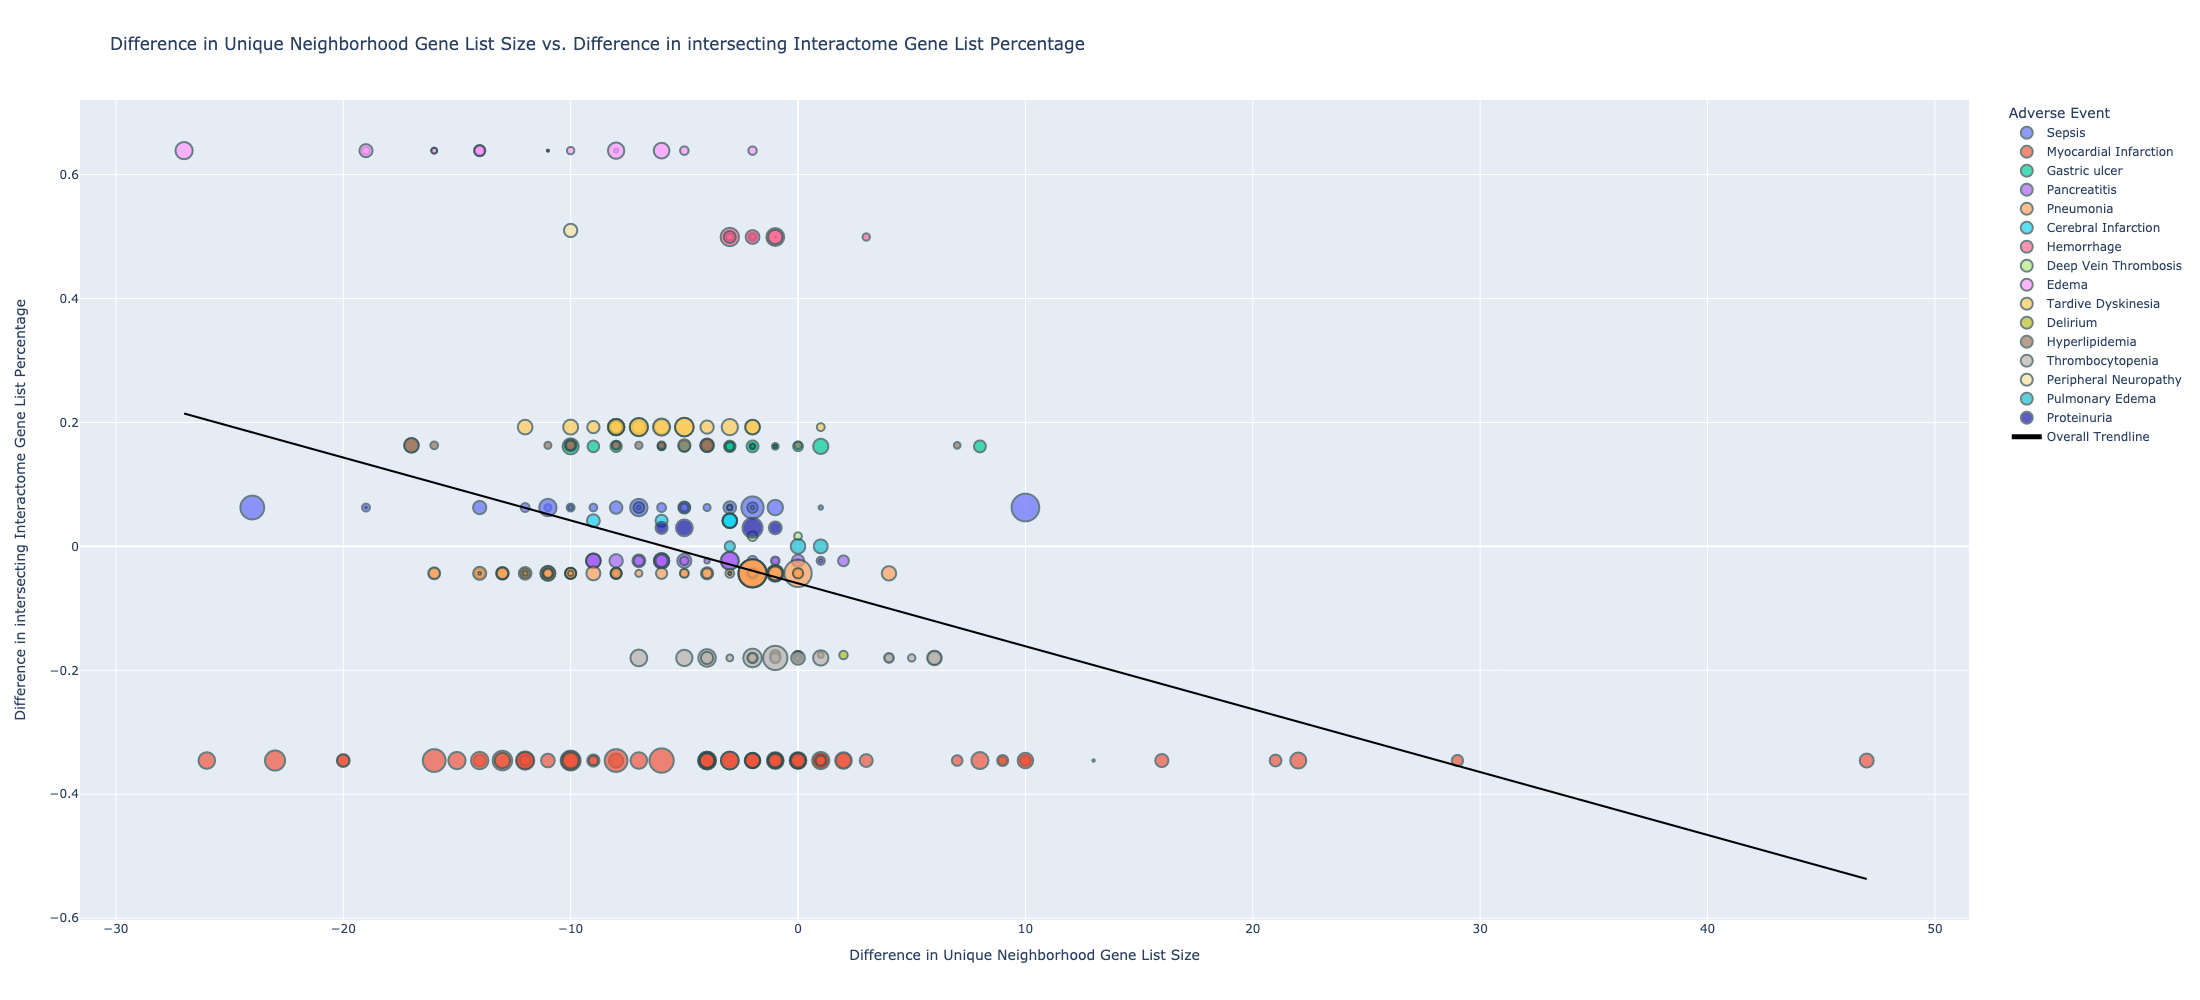 Difference in Unique Neighborhood Gene List Size vs. Difference in intersecting Interactome Gene List Percentage
Adverse Event
Sepsis
Myocardial Infarction
Gastric ulcer
Pancreatitis
Pneumonia
Cerebral Infarction
Hemorrhage
Deep Vein Thrombosis
Edema
Tardive Dyskinesia
Delirium
Hyperlipidemia
Thrombocytopenia
Peripheral Neuropathy
Pulmonary Edema
Proteinuria
Overall Trendline
Difference in intersecting Interactome Gene List Percentage
0.6
0.4
0.2
0
−0.2
−0.4
−0.6
−30 −20 −10 0 10 20 30 40 50
Difference in Unique Neighborhood Gene List Size